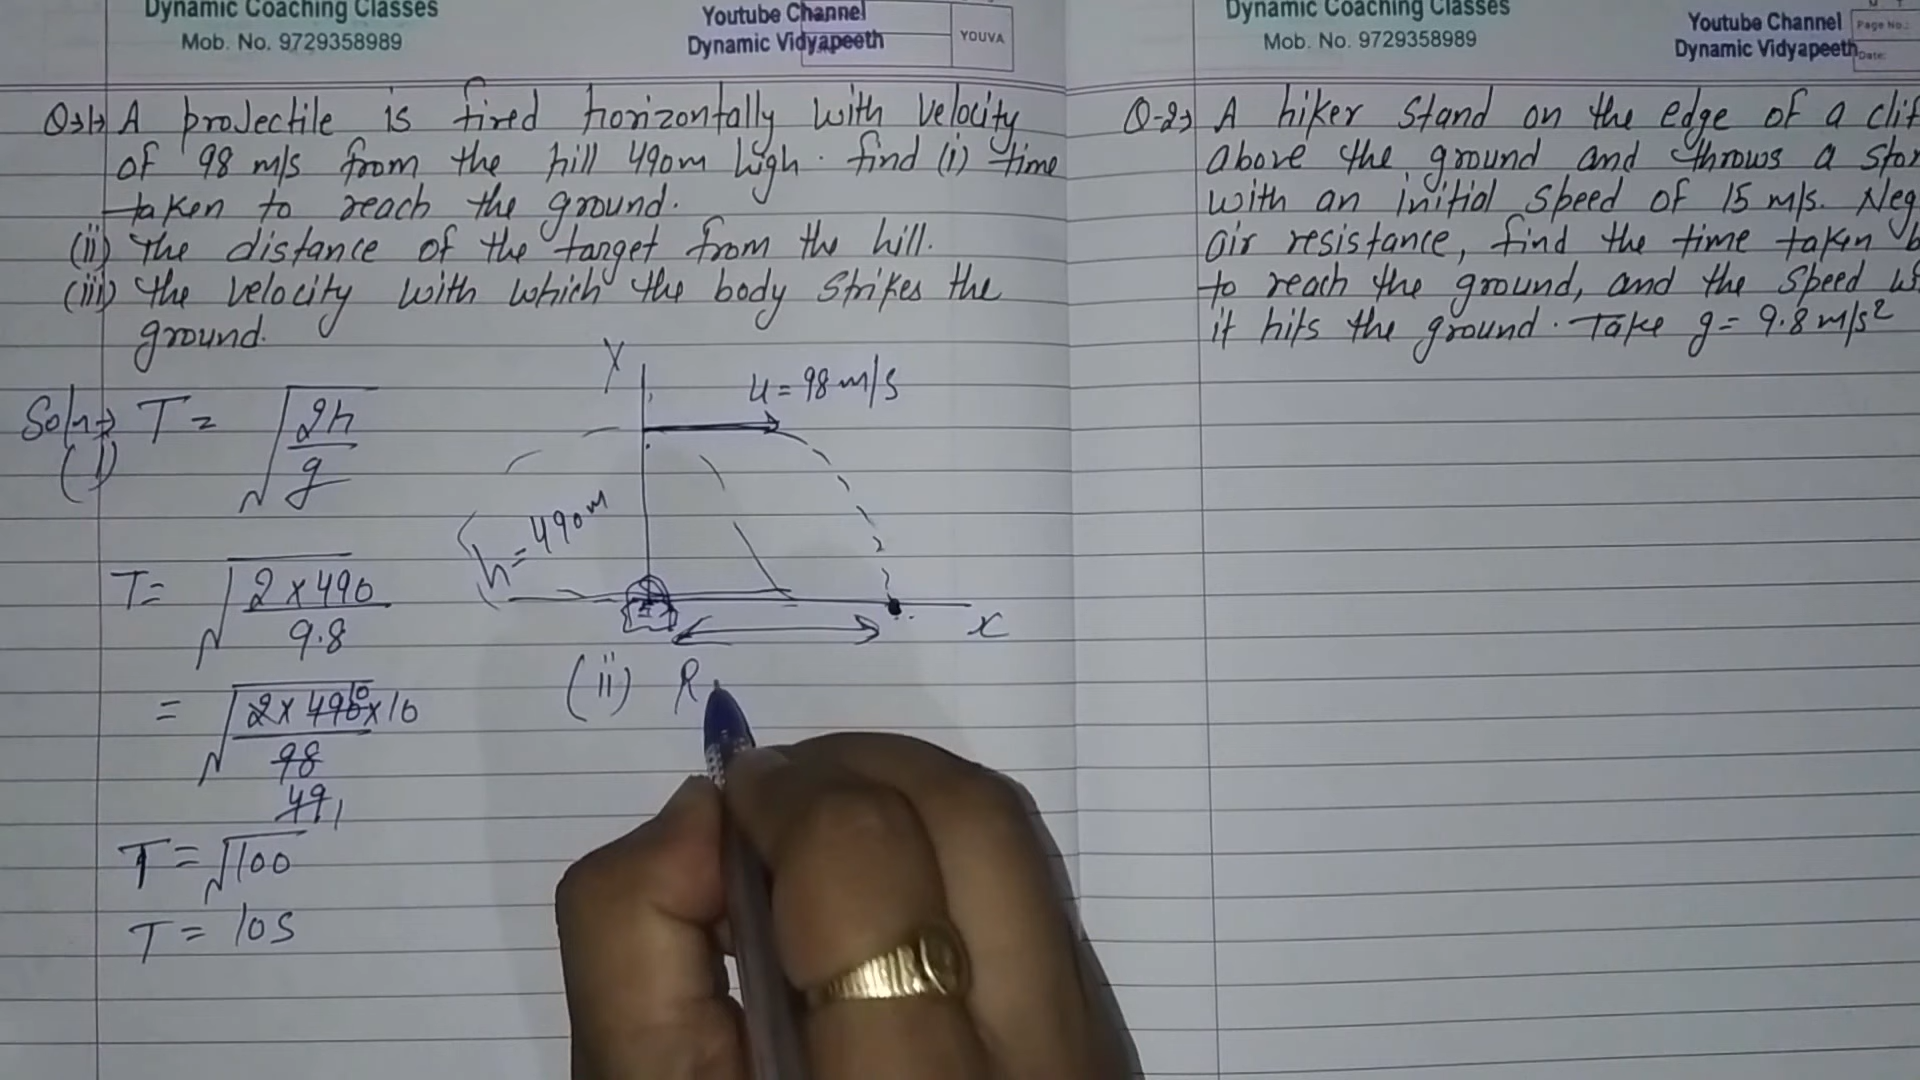 Dynamic Coaching Classes
Mob. No. 9729358989
Youtube Channel
Dynamic Vidyapeeth
YOUVA
Q→1→ A projectile is fired horizontally with velocity
of 98 m/s from the hill 490m high. find (i) time
taken to reach the ground.
(ii) the distance of the target from the hill.
(iii) the velocity with which the body strikes the
ground.
Soln→ T = √2h/g
(i)
T = √2×490/9.8
= √2×490×10/98
10
49
1
T = √100
T = 10s
Y
u = 98 m/s
h = 490m
x
(ii) R
Dynamic Coaching Classes
Mob. No. 9729358989
Youtube Channel
Dynamic Vidyapeeth
Page No.:
Date:
Q-2→ A hiker stand on the edge of a
above the ground and throws a
with an initial speed of 15 m/s.
air resistance, find the time taken
to reach the ground, and the speed
it hits the ground. Take g = 9.8 m/s²